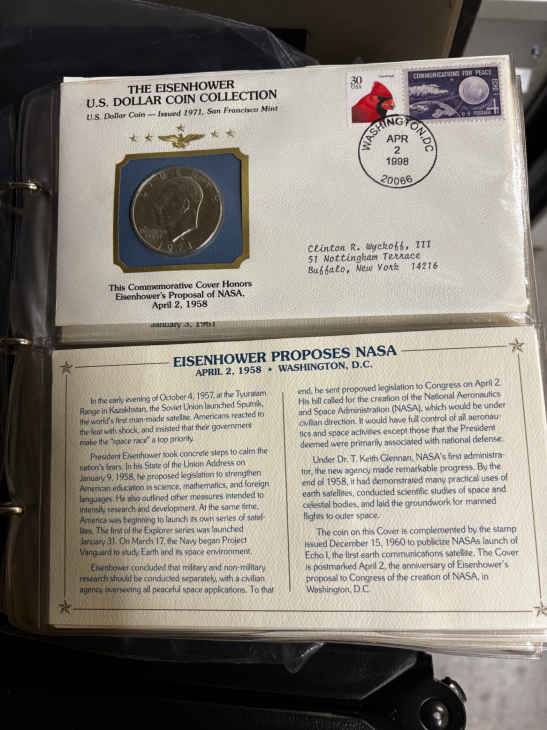 THE EISENHOWER
U.S. DOLLAR COIN COLLECTION
U.S. Dollar Coin — Issued 1971, San Francisco Mint
30
USA
COMMUNICATIONS FOR PEACE
4¢
U.S. POSTAGE
WASHINGTON, DC
APR
2
1998
20066
1971
Clinton R. Wyckoff, III
51 Nottingham Terrace
Buffalo, New York 14216
This Commemorative Cover Honors
Eisenhower's Proposal of NASA,
April 2, 1958
January 3, 1961
EISENHOWER PROPOSES NASA
APRIL 2, 1958 • WASHINGTON, D.C.
In the early evening of October 4, 1957, at the Tyuratam
Range in Kazakhstan, the Soviet Union launched Sputnik,
the world's first man-made satellite. Americans reacted to
the feat with shock, and insisted that their government
make the "space race" a top priority.
President Eisenhower took concrete steps to calm the
nation's fears. In his State of the Union Address on
January 9, 1958, he proposed legislation to strengthen
American education in science, mathematics, and foreign
languages. He also outlined other measures intended to
intensify research and development. At the same time,
America was beginning to launch its own series of satel-
lites. The first of the Explorer series was launched
January 31. On March 17, the Navy began Project
Vanguard to study Earth and its space environment.
Eisenhower concluded that military and non-military
research should be conducted separately, with a civilian
agency overseeing all peaceful space applications. To that
end, he sent proposed legislation to Congress on April 2.
His bill called for the creation of the National Aeronautics
and Space Administration (NASA), which would be under
civilian direction. It would have full control of all aeronau-
tics and space activities except those that the President
deemed were primarily associated with national defense.
Under Dr. T. Keith Glennan, NASA's first administra-
tor, the new agency made remarkable progress. By the
end of 1958, it had demonstrated many practical uses of
earth satellites, conducted scientific studies of space and
celestial bodies, and laid the groundwork for manned
flights to outer space.
The coin on this Cover is complemented by the stamp
issued December 15, 1960 to publicize NASAs launch of
Echo I, the first earth communications satellite. The Cover
is postmarked April 2, the anniversary of Eisenhower's
proposal to Congress of the creation of NASA, in
Washington, D.C.